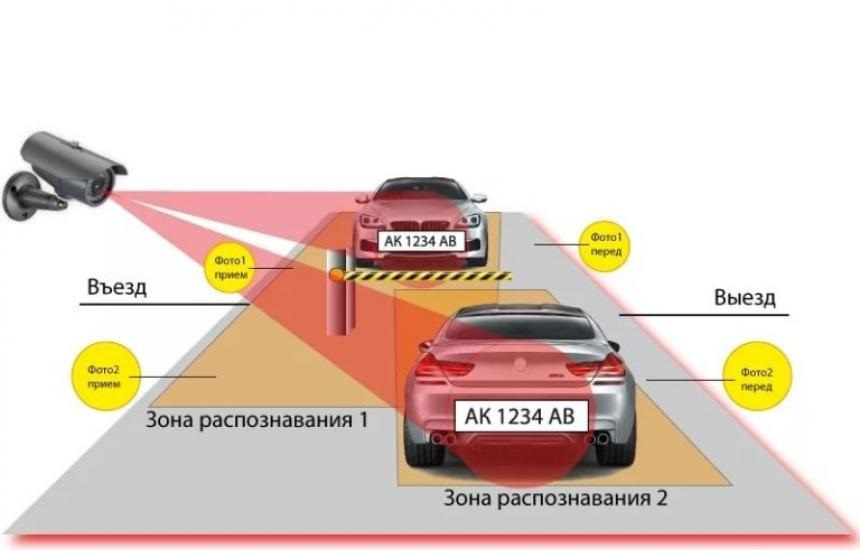 АК 1234 АВ
Фото1
перед
Фото1
прием
Въезд
Выезд
Фото2
прием
Фото2
перед
АК 1234 АВ
Зона распознавания 1
Зона распознавания 2